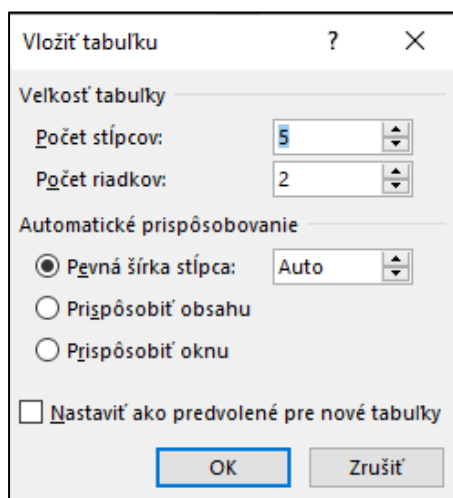 Vložiť tabuľku ?
Veľkosť tabuľky
Počet stĺpcov: 5
Počet riadkov: 2
Automatické prispôsobovanie
Pevná šírka stĺpca: Auto
Prispôsobiť obsahu
Prispôsobiť oknu
Nastaviť ako predvolené pre nové tabuľky
OK Zrušiť